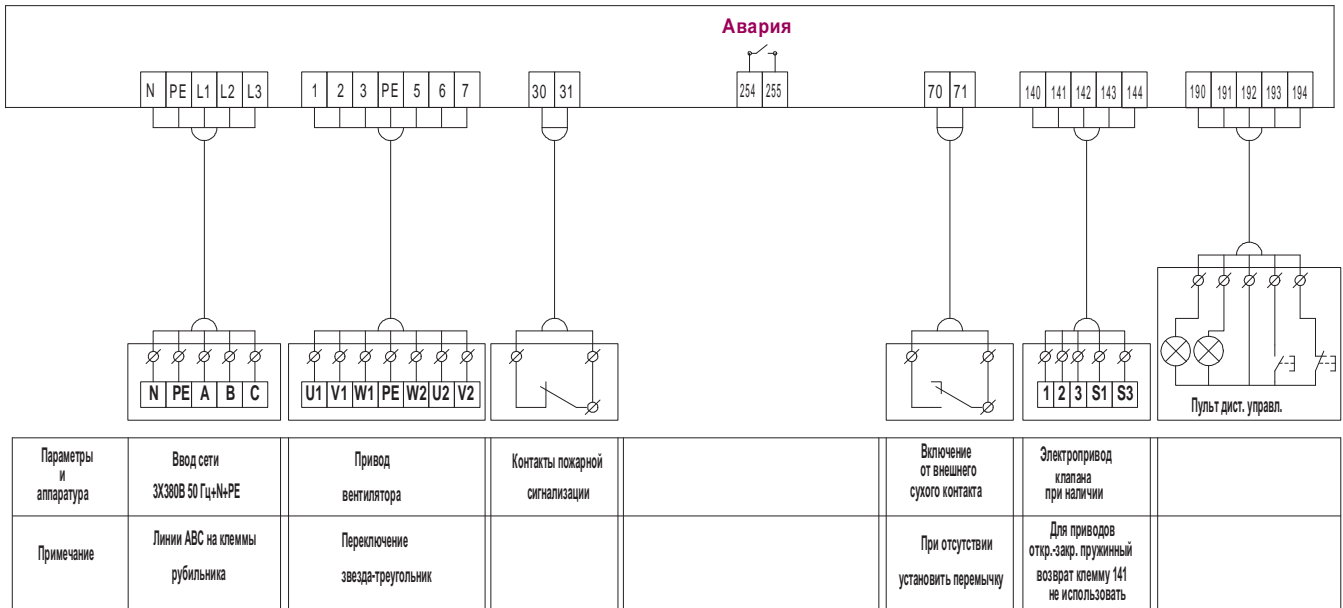 Авария
N PE L1 L2 L3
1 2 3 PE 5 6 7
30 31
254 255
70 71
140 141 142 143 144
190 191 192 193 194
N PE A B C
U1 V1 W1 PE W2 U2 V2
1 2 3 S1 S3
Пульт дист. управл.
Параметры
и
аппаратура
Ввод сети
3Х380В 50 Гц+N+PE
Привод
вентилятора
Контакты пожарной
сигнализации
Включение
от внешнего
сухого контакта
Электропривод
клапана
при наличии
Примечание
Линии АВС на клеммы
рубильника
Переключение
звезда-треугольник
При отсутствии
установить перемычку
Для приводов
откр.-закр. пружинный
возврат клемму 141
не использовать